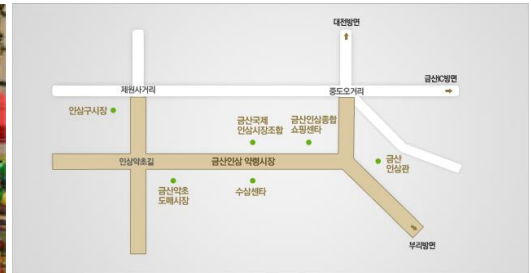 대전방면
금산IC방면
제원사거리
중도오거리
인삼구시장
금산국제
인삼시장조합
금산인삼종합
쇼핑센타
인삼약초길
금산인삼 약령시장
금산
인삼관
금산약초
도매시장
수삼센타
부리방면